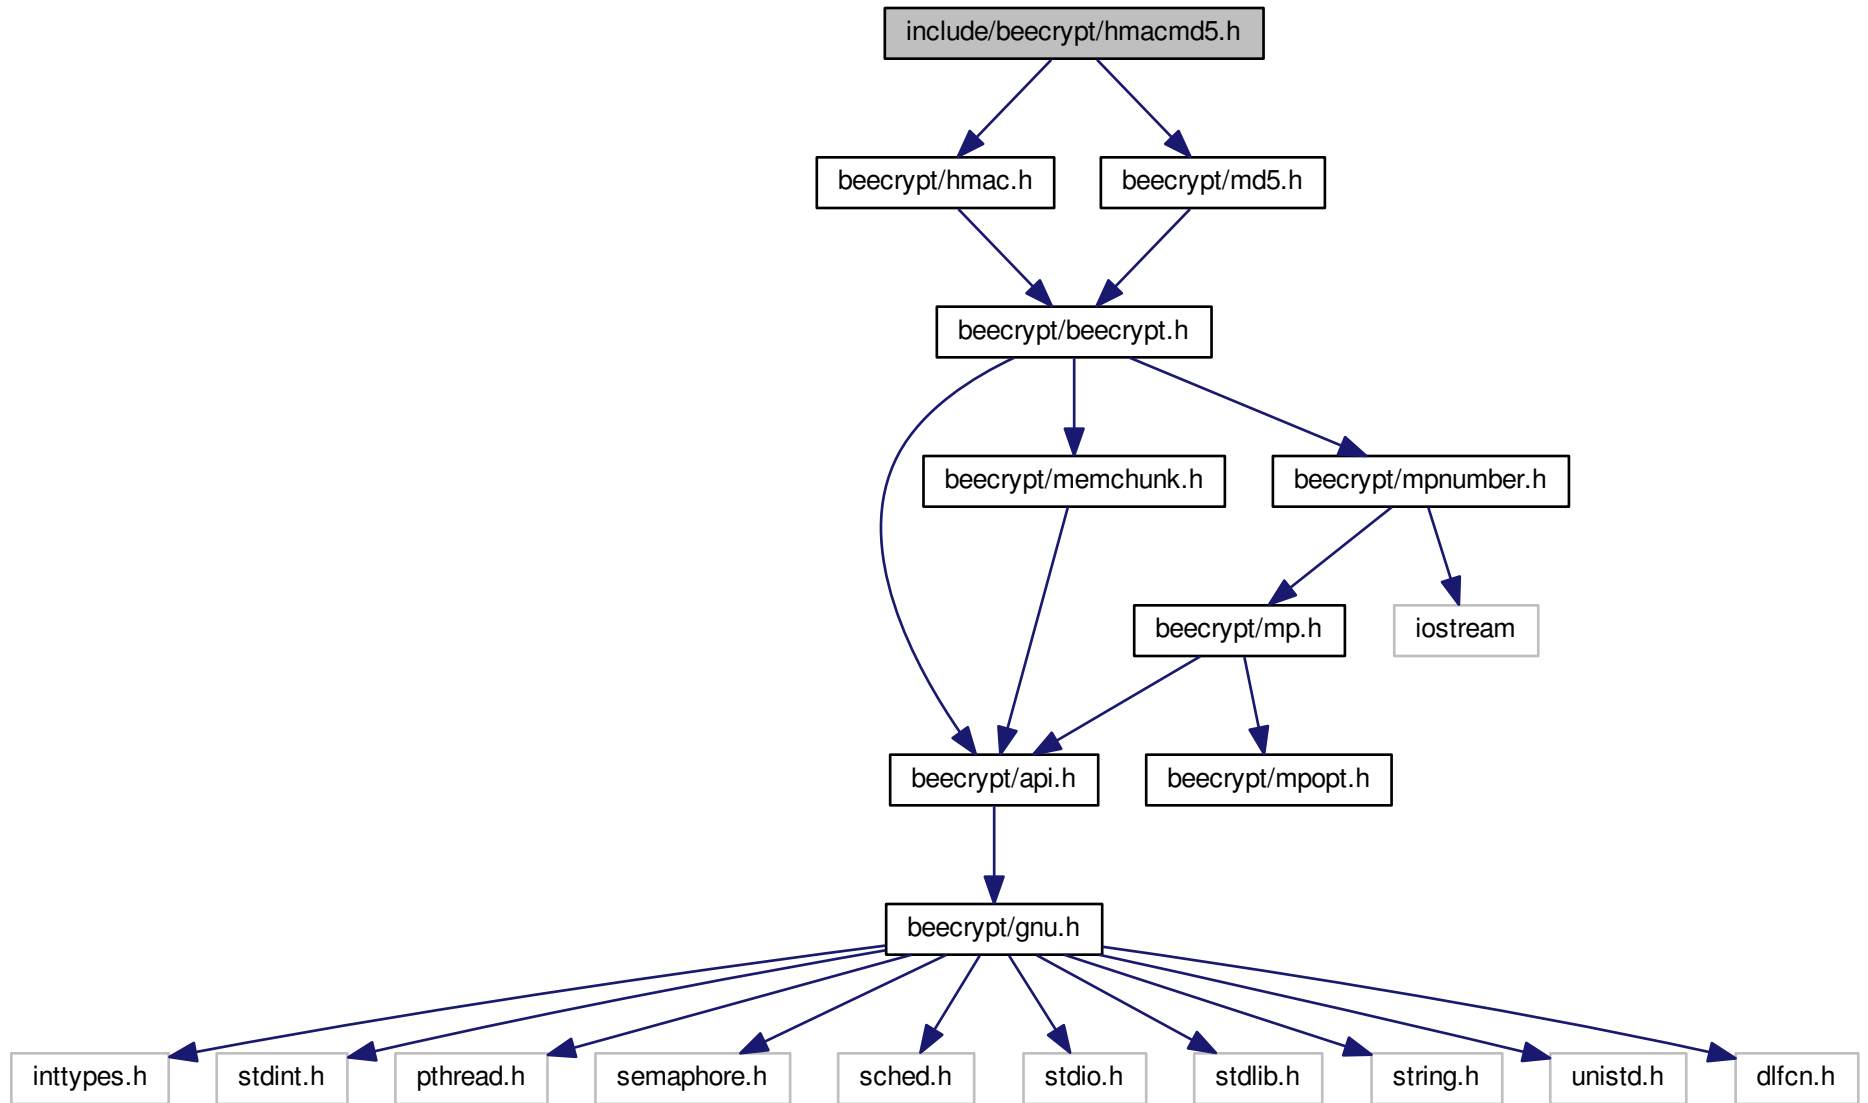 include/beecrypt/hmacmd5.h
beecrypt/hmac.h
beecrypt/md5.h
beecrypt/beecrypt.h
beecrypt/memchunk.h
beecrypt/mpnumber.h
beecrypt/mp.h
iostream
beecrypt/api.h
beecrypt/mpopt.h
beecrypt/gnu.h
inttypes.h
stdint.h
pthread.h
semaphore.h
sched.h
stdio.h
stdlib.h
string.h
unistd.h
dlfcn.h